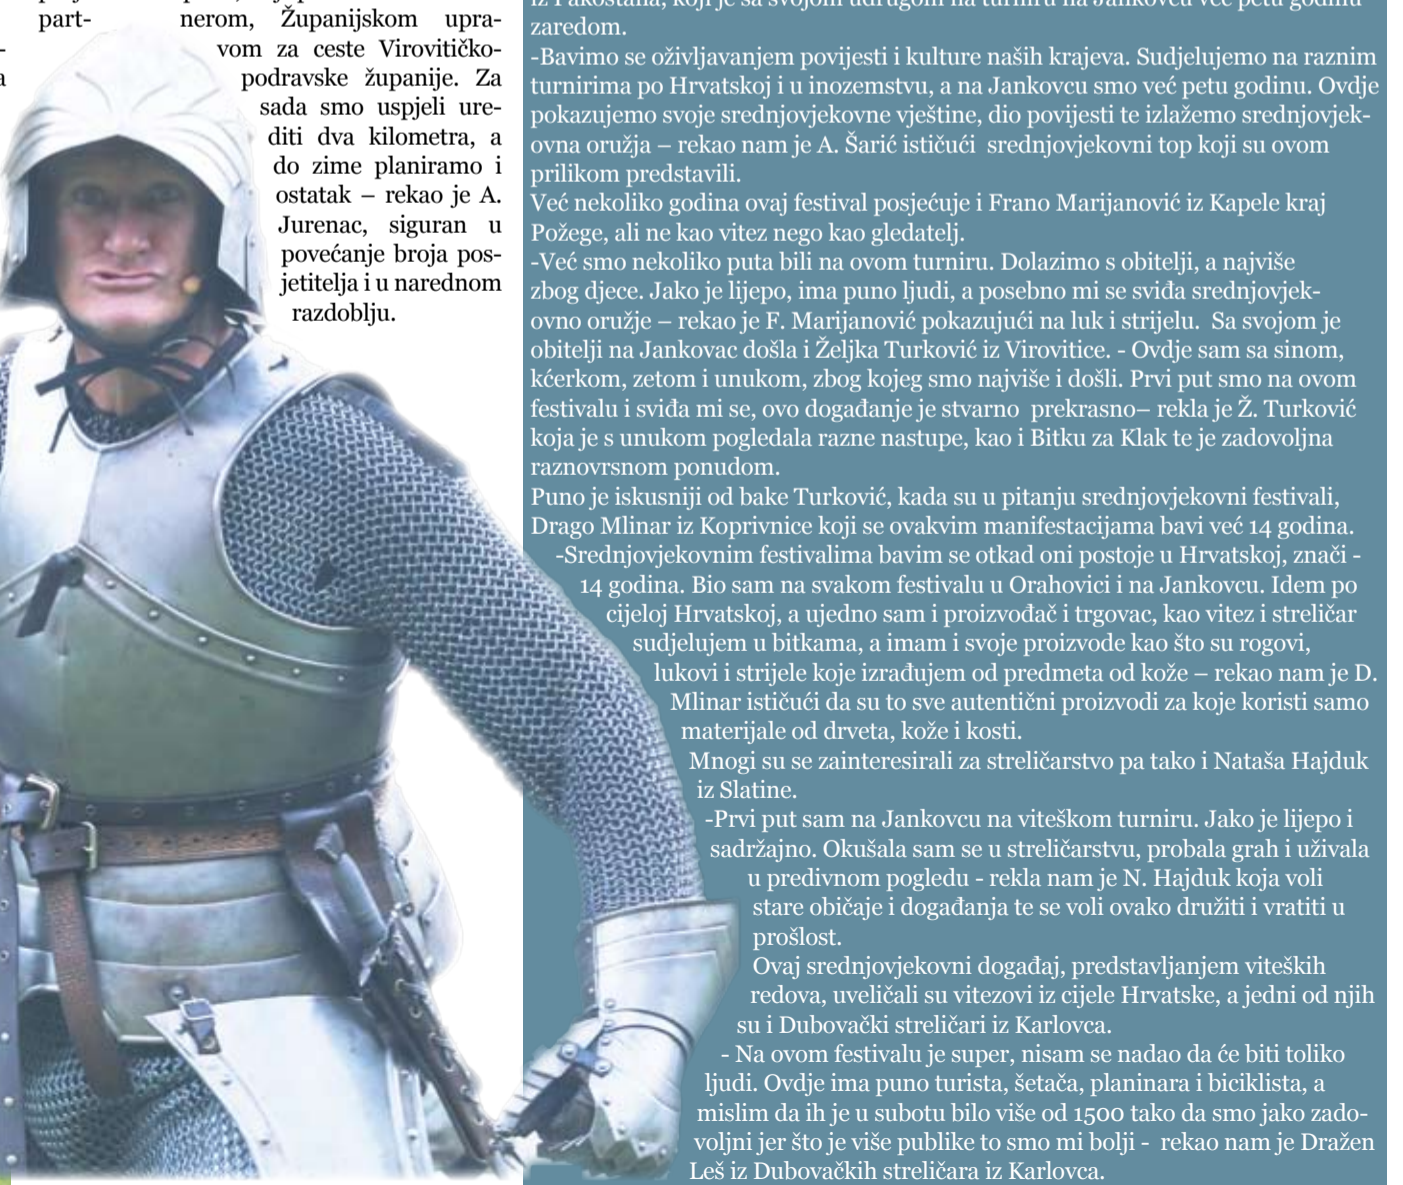 part-
nerom, Županijskom upra-
vom za ceste Virovitičko-
podravske županije. Za
sada smo uspjeli ure-
diti dva kilometra, a
do zime planiramo i
ostatak – rekao je A.
Jurenac, siguran u
povećanje broja pos-
jetitelja i u narednom
razdoblju.
iz Pakoštana, koji je sa svojom udrugom na turniru na Jankovcu već petu godinu
zaredom.
-Bavimo se oživljavanjem povijesti i kulture naših krajeva. Sudjelujemo na raznim
turnirima po Hrvatskoj i u inozemstvu, a na Jankovcu smo već petu godinu. Ovdje
pokazujemo svoje srednjovjekovne vještine, dio povijesti te izlažemo srednjovjek-
ovna oružja – rekao nam je A. Šarić ističući srednjovjekovni top koji su ovom
prilikom predstavili.
Već nekoliko godina ovaj festival posjećuje i Frano Marijanović iz Kapele kraj
Požege, ali ne kao vitez nego kao gledatelj.
-Već smo nekoliko puta bili na ovom turniru. Dolazimo s obitelji, a najviše
zbog djece. Jako je lijepo, ima puno ljudi, a posebno mi se sviđa srednjovjek-
ovno oružje – rekao je F. Marijanović pokazujući na luk i strijelu. Sa svojom je
obitelji na Jankovac došla i Željka Turković iz Virovitice. - Ovdje sam sa sinom,
kćerkom, zetom i unukom, zbog kojeg smo najviše i došli. Prvi put smo na ovom
festivalu i sviđa mi se, ovo događanje je stvarno prekrasno– rekla je Ž. Turković
koja je s unukom pogledala razne nastupe, kao i Bitku za Klak te je zadovoljna
raznovrsnom ponudom.
Puno je iskusniji od bake Turković, kada su u pitanju srednjovjekovni festivali,
Drago Mlinar iz Koprivnice koji se ovakvim manifestacijama bavi već 14 godina.
-Srednjovjekovnim festivalima bavim se otkad oni postoje u Hrvatskoj, znači -
14 godina. Bio sam na svakom festivalu u Orahovici i na Jankovcu. Idem po
cijeloj Hrvatskoj, a ujedno sam i proizvođač i trgovac, kao vitez i streličar
sudjelujem u bitkama, a imam i svoje proizvode kao što su rogovi,
lukovi i strijele koje izrađujem od predmeta od kože – rekao nam je D.
Mlinar ističući da su to sve autentični proizvodi za koje koristi samo
materijale od drveta, kože i kosti.
Mnogi su se zainteresirali za streličarstvo pa tako i Nataša Hajduk
iz Slatine.
-Prvi put sam na Jankovcu na viteškom turniru. Jako je lijepo i
sadržajno. Okušala sam se u streličarstvu, probala grah i uživala
u predivnom pogledu - rekla nam je N. Hajduk koja voli
stare običaje i događanja te se voli ovako družiti i vratiti u
prošlost.
Ovaj srednjovjekovni događaj, predstavljanjem viteških
redova, uveličali su vitezovi iz cijele Hrvatske, a jedni od njih
su i Dubovački streličari iz Karlovca.
- Na ovom festivalu je super, nisam se nadao da će biti toliko
ljudi. Ovdje ima puno turista, šetača, planinara i biciklista, a
mislim da ih je u subotu bilo više od 1500 tako da smo jako zado-
voljni jer što je više publike to smo mi bolji - rekao nam je Dražen
Leš iz Dubovačkih streličara iz Karlovca.